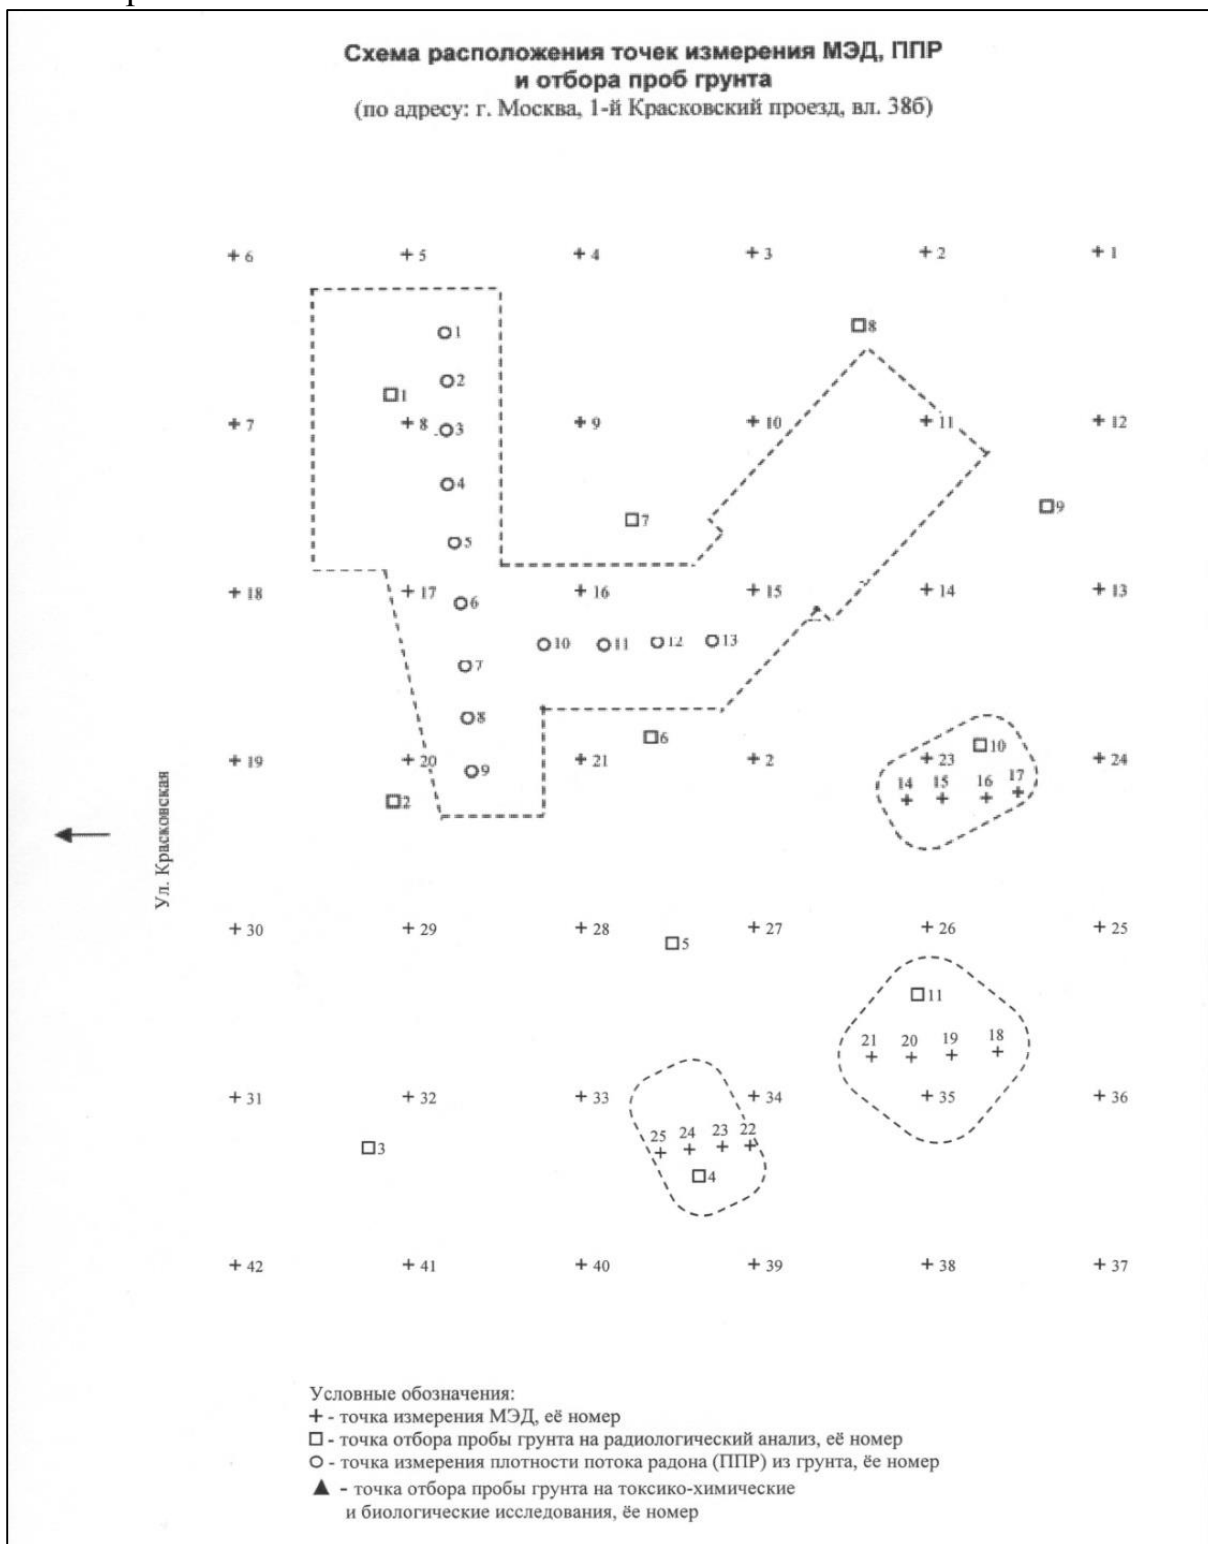 Схема расположения точек измерения МЭД, ППР
и отбора проб грунта
(по адресу: г. Москва, 1-й Красковский проезд, вл. 38б)
6 5 4 3 2 1
1
8
2
1
7 8 3 9 10 11 12
4
7 9
5
18 17 6 16 15 14 13
10 11 12 13
7
8
6 10
19 20 9 21 2 23 24
14 15 16 17
2
Ул. Красковская
30 29 28 27 26 25
5
11
21 20 19 18
31 32 33 34 35 36
25 24 23 22
3
4
42 41 40 39 38 37
Условные обозначения:
+ - точка измерения МЭД, её номер
□ - точка отбора пробы грунта на радиологический анализ, её номер
○ - точка измерения плотности потока радона (ППР) из грунта, ёе номер
▲ - точка отбора пробы грунта на токсико-химические
и биологические исследования, ёе номер